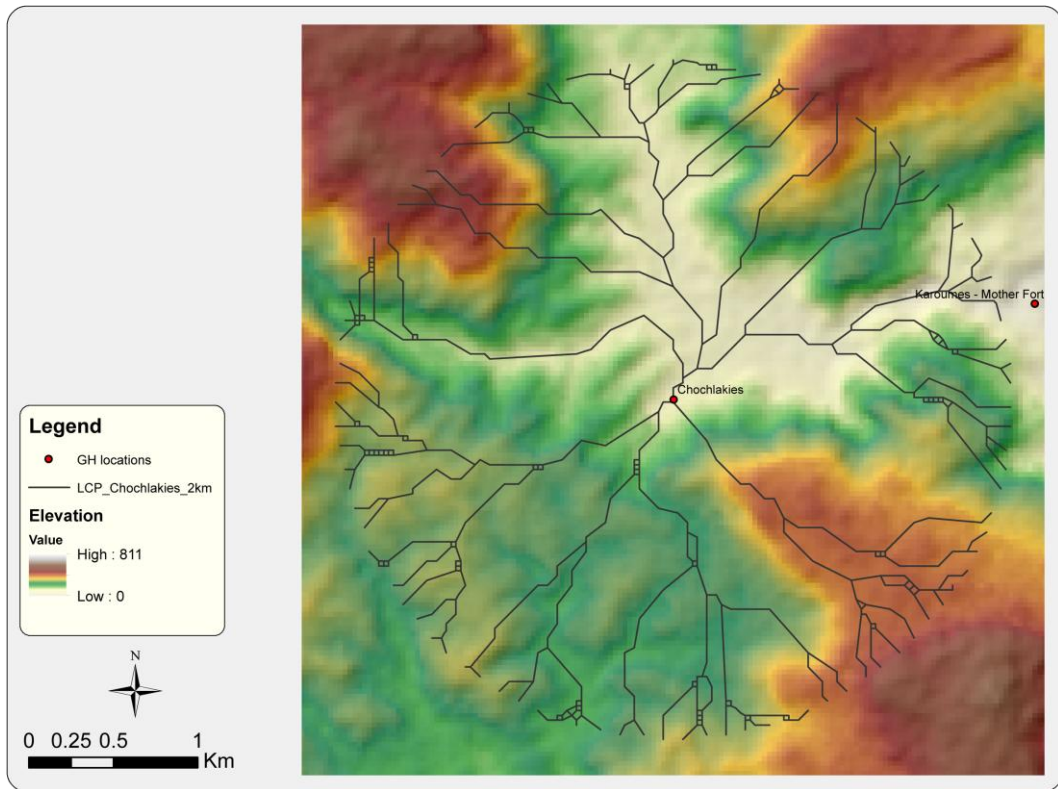 Karoumes - Mother Fort
Chochlakies
Legend
GH locations
LCP_Chochlakies_2km
Elevation
Value
High : 811
Low : 0
N
0 0.25 0.5 1
Km